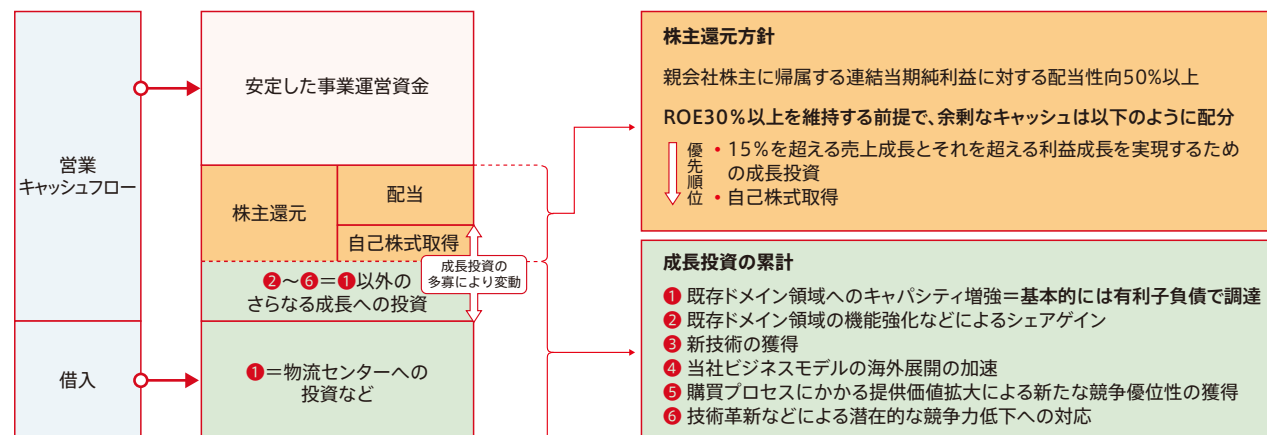 営業
キャッシュフロー
借入
安定した事業運営資金
株主還元
配当
自己株式取得
成長投資の
多寡により変動
❷～❻＝❶以外の
さらなる成長への投資
❶＝物流センターへの
投資など
株主還元方針
親会社株主に帰属する連結当期純利益に対する配当性向50%以上
ROE30％以上を維持する前提で、余剰なキャッシュは以下のように配分
優先順位
・15％を超える売上成長とそれを超える利益成長を実現するため
の成長投資
・自己株式取得
成長投資の累計
❶ 既存ドメイン領域へのキャパシティ増強＝基本的には有利子負債で調達
❷ 既存ドメイン領域の機能強化などによるシェアゲイン
❸ 新技術の獲得
❹ 当社ビジネスモデルの海外展開の加速
❺ 購買プロセスにかかる提供価値拡大による新たな競争優位性の獲得
❻ 技術革新などによる潜在的な競争力低下への対応